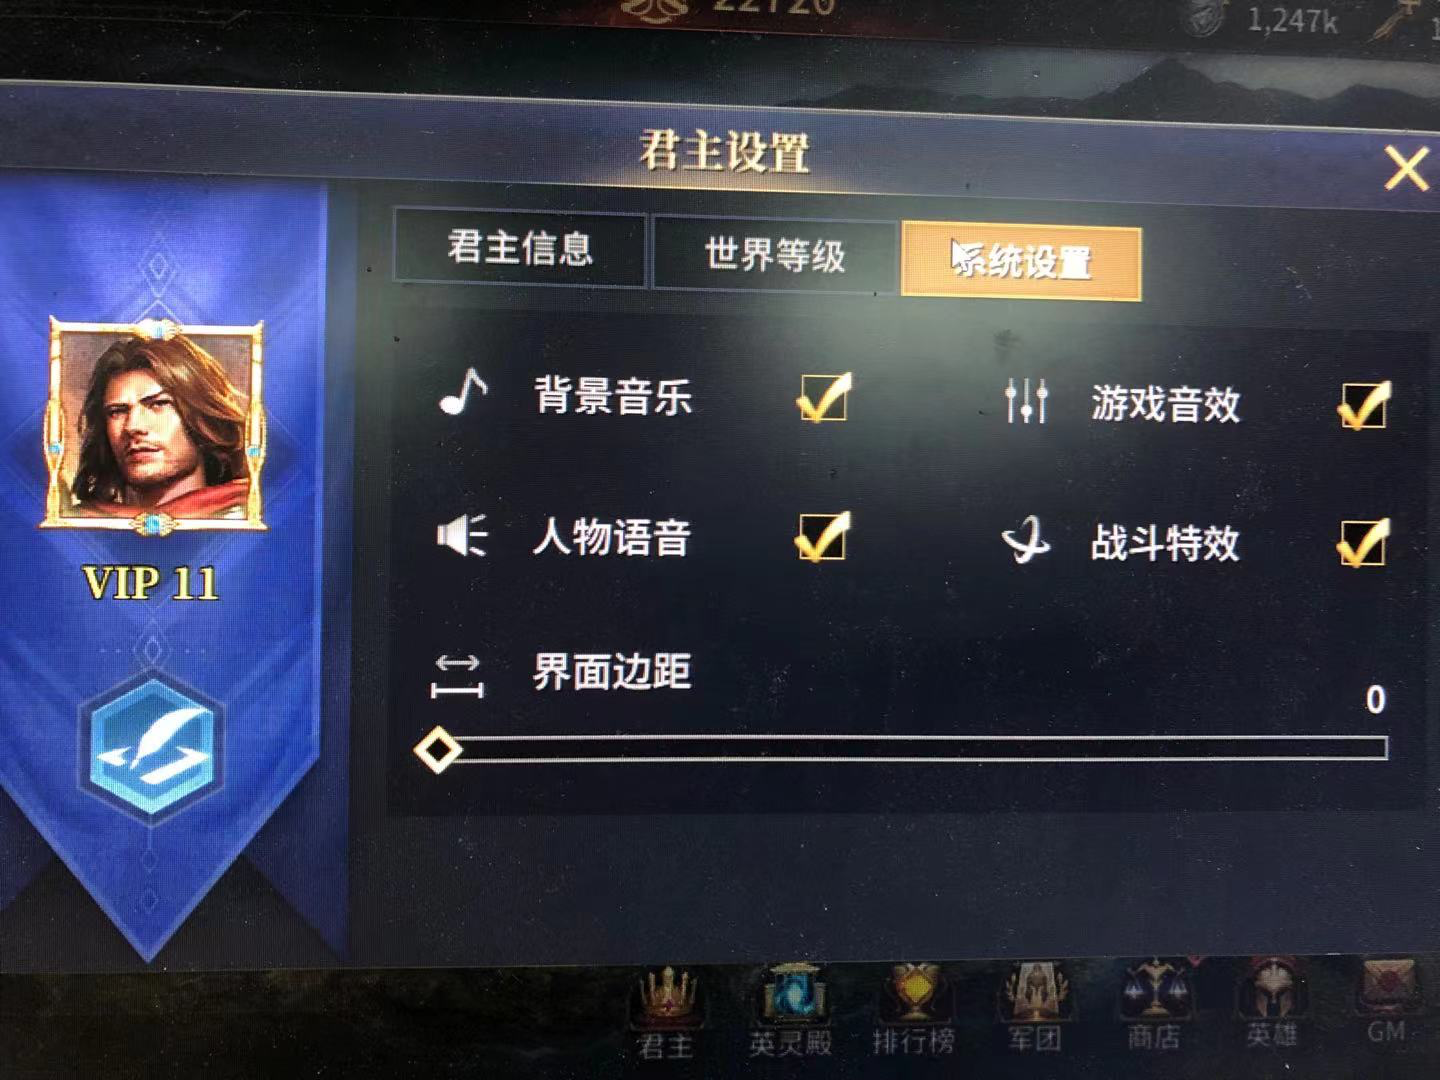 22720
1,247k
君主设置
君主信息
世界等级
系统设置
背景音乐
游戏音效
人物语音
战斗特效
VIP 11
界面边距
0
君主
英灵殿
排行榜
军团
商店
英雄
GM